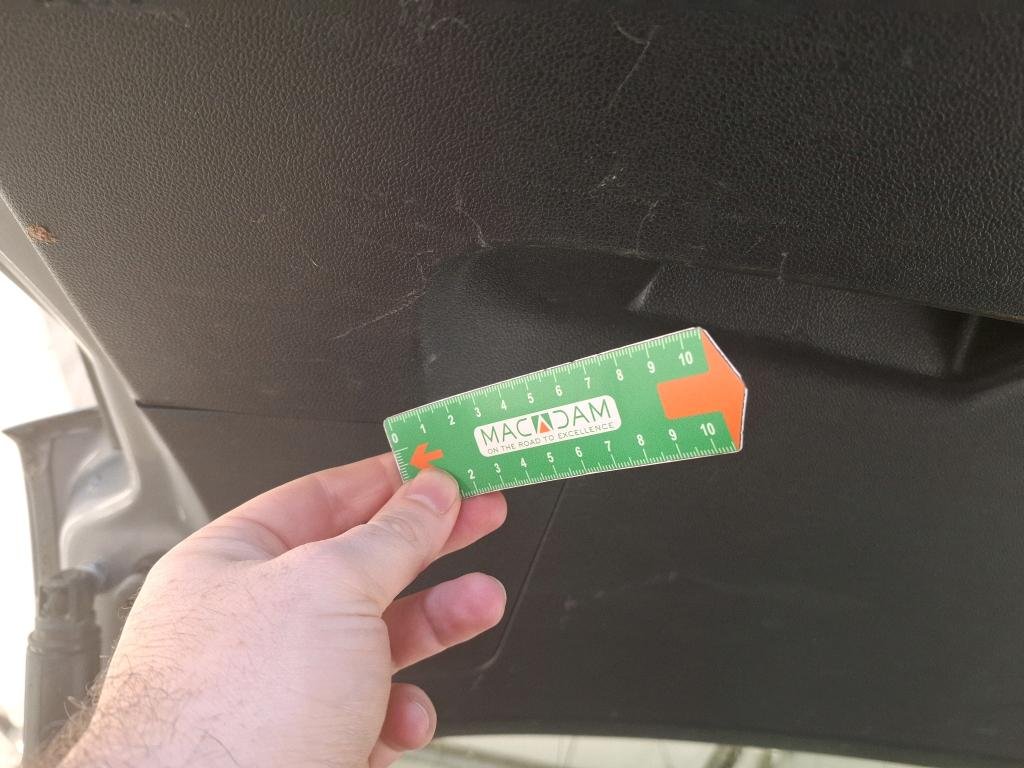 0 1 2 3 4 5 6 7 8 9 10
MACADAM
ON THE ROAD TO EXCELLENCE
2 3 4 5 6 7 8 9 10